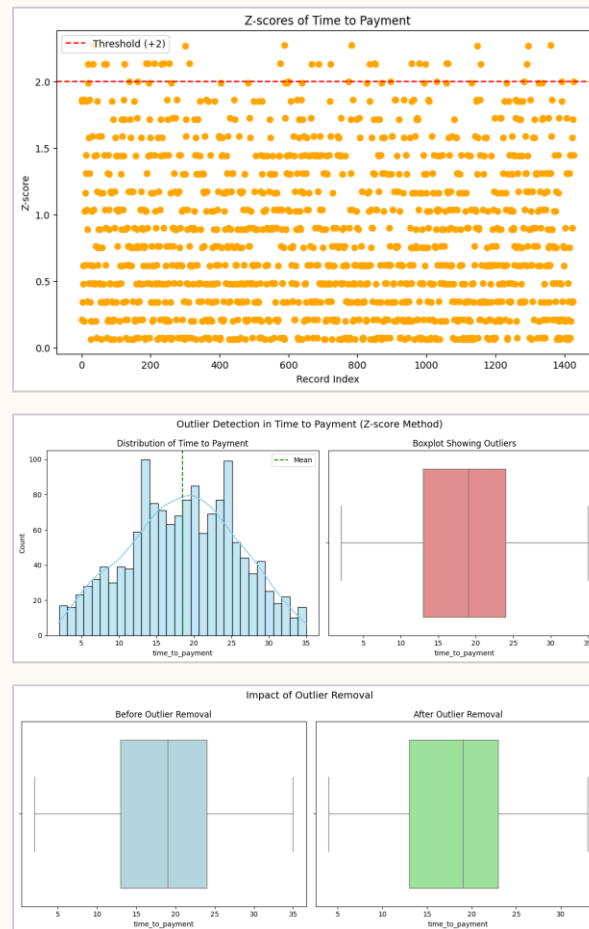 Z-scores of Time to Payment
Threshold (+2)
2.0
1.5
1.0
0.5
0.0
Z-score
0 200 400 600 800 1000 1200 1400
Record Index
Outlier Detection in Time to Payment (Z-score Method)
Distribution of Time to Payment
Mean
100
80
60
40
20
0
Count
5 10 15 20 25 30 35
time_to_payment
Boxplot Showing Outliers
5 10 15 20 25 30 35
time_to_payment
Impact of Outlier Removal
Before Outlier Removal
5 10 15 20 25 30 35
time_to_payment
After Outlier Removal
5 10 15 20 25 30
time_to_payment